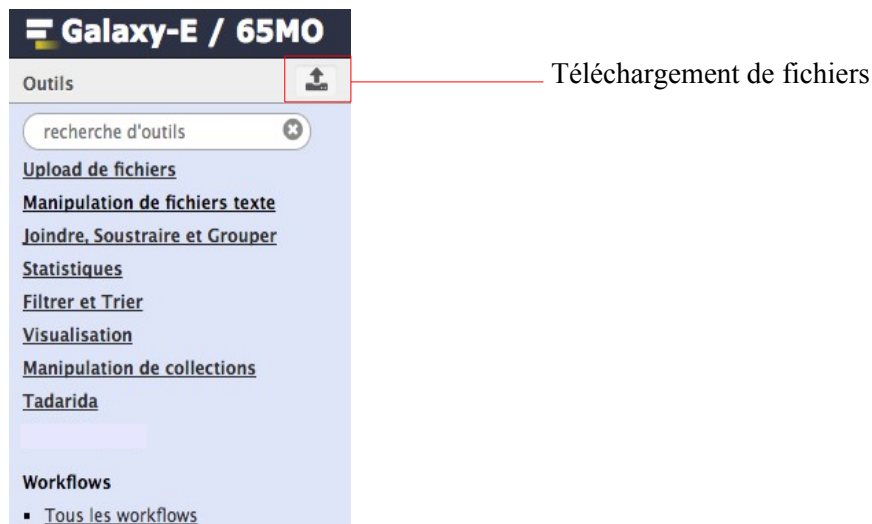 Galaxy-E / 65MO
Outils
Téléchargement de fichiers
recherche d'outils
Upload de fichiers
Manipulation de fichiers texte
Joindre, Soustraire et Grouper
Statistiques
Filtrer et Trier
Visualisation
Manipulation de collections
Tadarida
Workflows
Tous les workflows